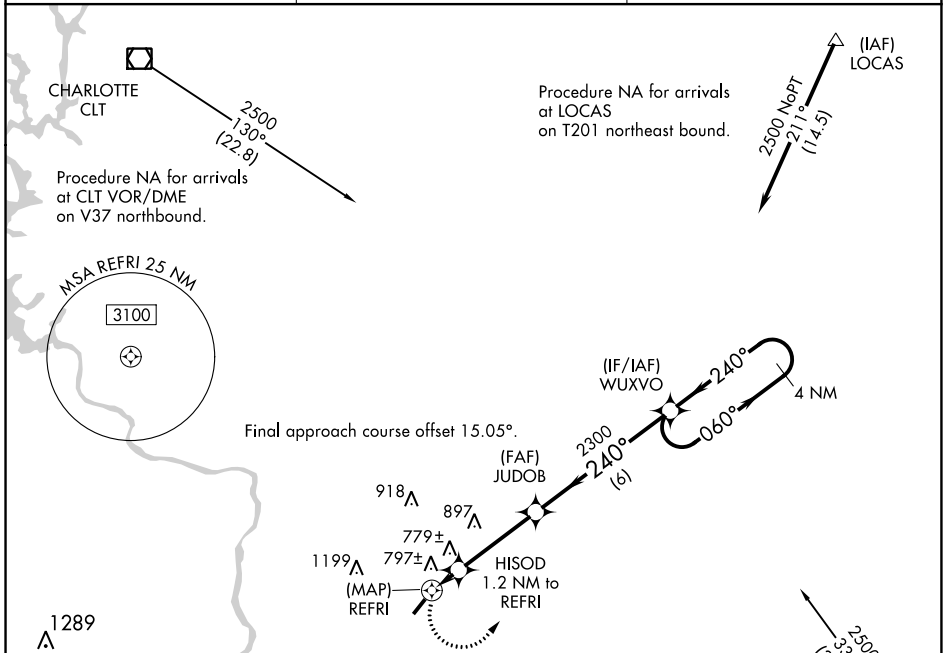 CHARLOTTE
CLT
2500
130°
(22.8)
Procedure NA for arrivals
at LOCAS
on T201 northeast bound.
(IAF)
LOCAS
2500 NoPT
211°
(14.5)
Procedure NA for arrivals
at CLT VOR/DME
on V37 northbound.
MSA REFRI 25 NM
3100
(IF/IAF)
WUXVO
240°
060°
4 NM
Final approach course offset 15.05°.
2300
240°
(6)
(FAF)
JUDOB
918
897
779±
797±
1199
HISOD
1.2 NM to
REFRI
(MAP)
REFRI
1289
2500